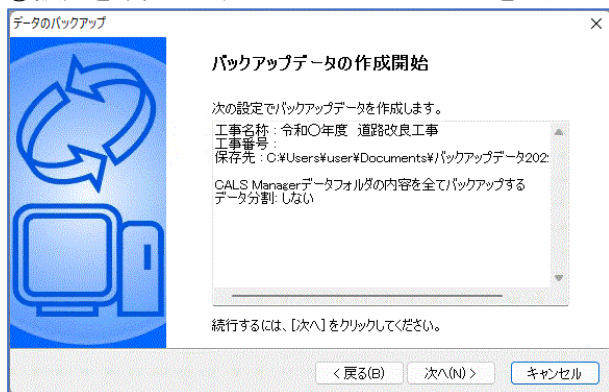 データのバックアップ
バックアップデータの作成開始
次の設定でバックアップデータを作成します。
工事名称 : 令和〇年度 道路改良工事
工事番号 :
保存先 : C:¥Users¥user¥Documents¥バックアップデータ202
CALS Managerデータフォルダの内容を全てバックアップする
データ分割: しない
続行するには、[次へ] をクリックしてください。
< 戻る(B)
次へ(N) >
キャンセル